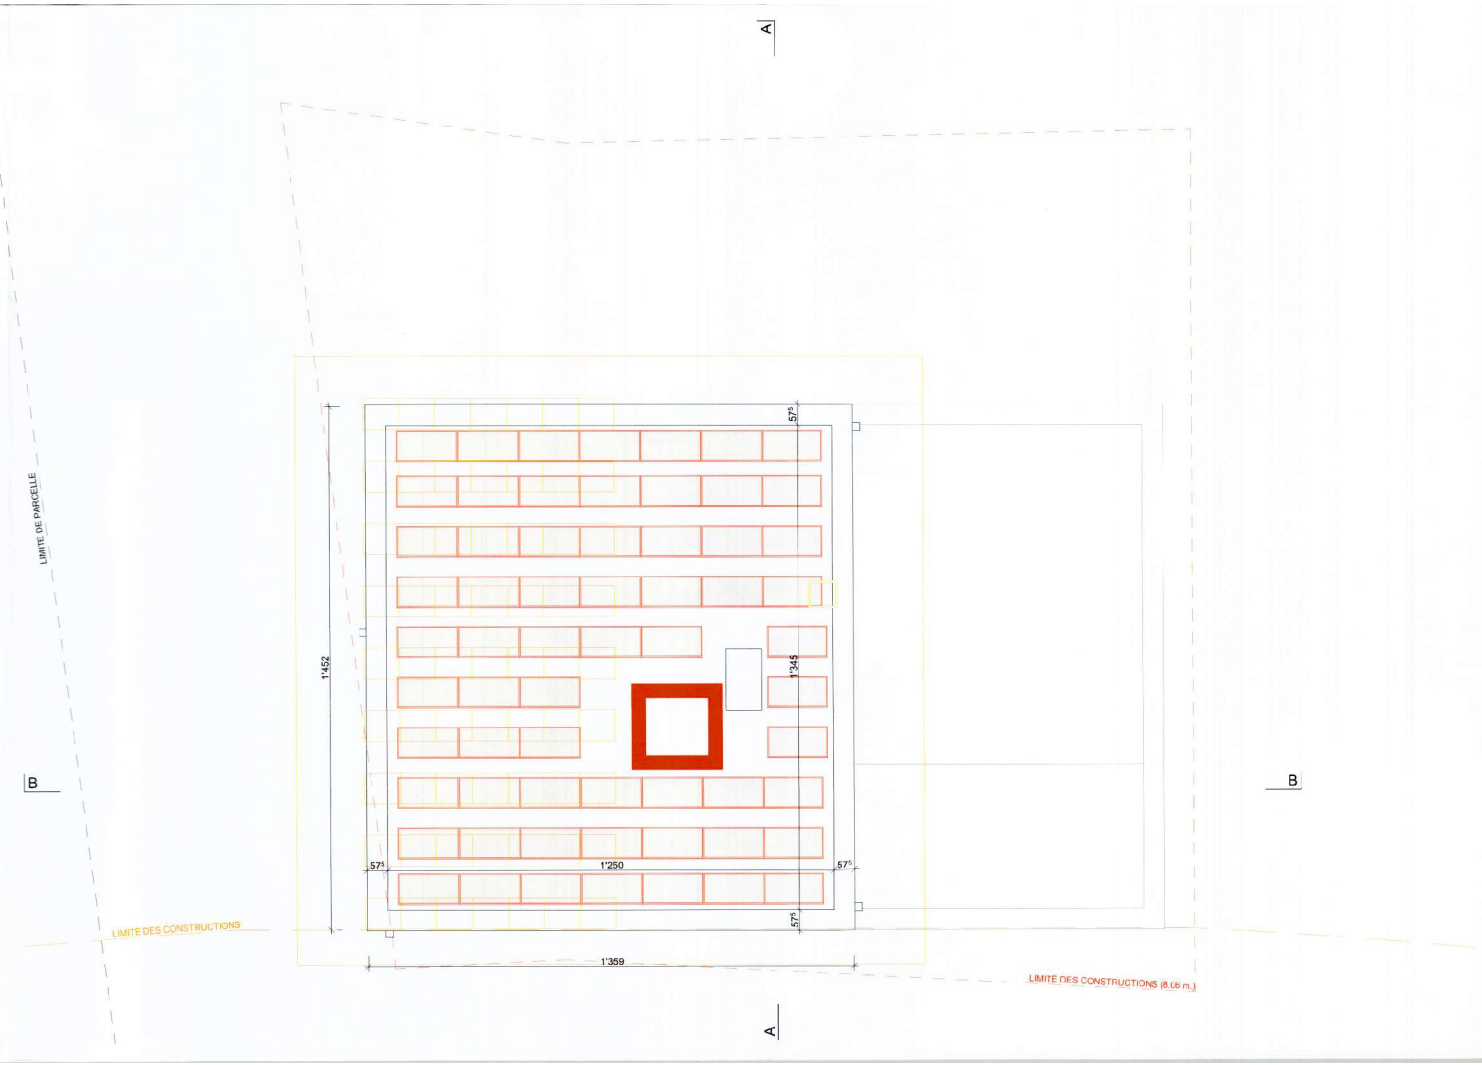 A
57⁵
LIMITE DE PARCELLE
1'452
1'345
B
B
57⁵
1'250
57⁵
57⁵
LIMITE DES CONSTRUCTIONS
1'359
LIMITE DES CONSTRUCTIONS (6.06 m.)
A